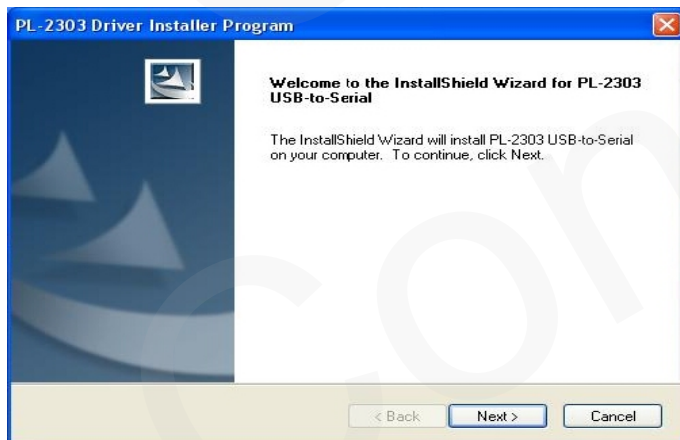 PL-2303 Driver Installer Program
Welcome to the InstallShield Wizard for PL-2303
USB-to-Serial
The InstallShield Wizard will install PL-2303 USB-to-Serial
on your computer. To continue, click Next.
< Back
Next >
Cancel